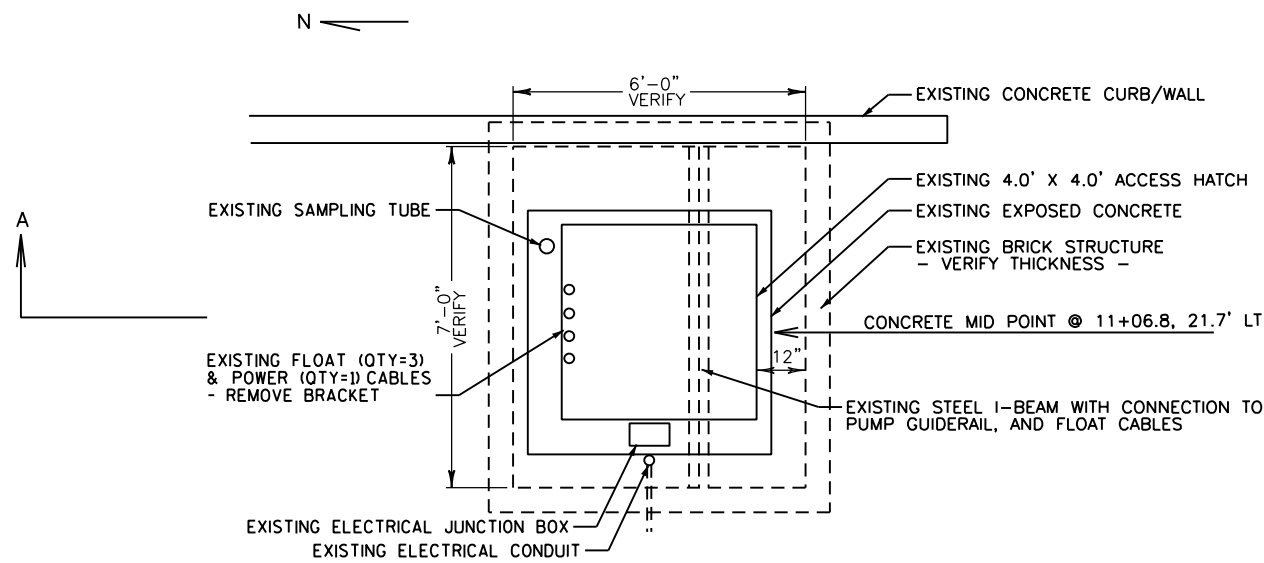 N
6'-0"
VERIFY
EXISTING CONCRETE CURB/WALL
EXISTING 4.0' X 4.0' ACCESS HATCH
EXISTING SAMPLING TUBE
EXISTING EXPOSED CONCRETE
A
EXISTING BRICK STRUCTURE
- VERIFY THICKNESS -
7'-0"
VERIFY
CONCRETE MID POINT @ 11+06.8, 21.7' LT
12"
EXISTING FLOAT (QTY=3)
& POWER (QTY=1) CABLES
- REMOVE BRACKET
EXISTING STEEL I-BEAM WITH CONNECTION TO
PUMP GUIDERAIL, AND FLOAT CABLES
EXISTING ELECTRICAL JUNCTION BOX
EXISTING ELECTRICAL CONDUIT